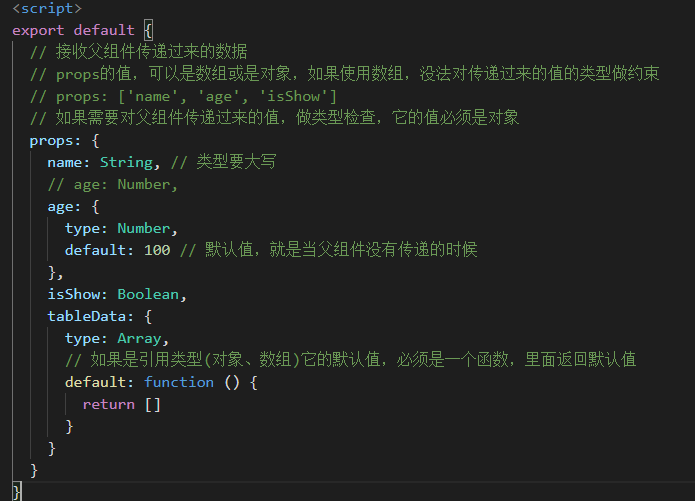 <script>
export default {
// 接收父组件传递过来的数据
// props的值，可以是数组或是对象，如果使用数组，没法对传递过来的值的类型做约束
// props: ['name', 'age', 'isShow']
// 如果需要对父组件传递过来的值，做类型检查，它的值必须是对象
props: {
name: String, // 类型要大写
// age: Number,
age: {
type: Number,
default: 100 // 默认值，就是当父组件没有传递的时候
},
isShow: Boolean,
tableData: {
type: Array,
// 如果是引用类型(对象、数组)它的默认值，必须是一个函数，里面返回默认值
default: function () {
return []
}
}
}
}